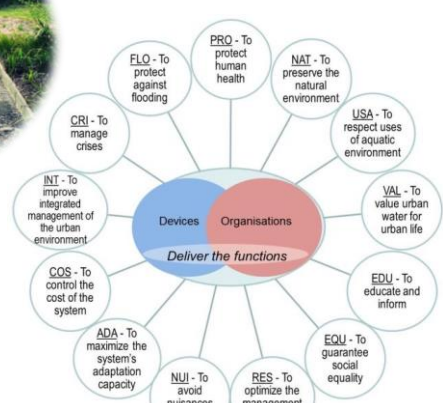 PRO - To
protect
human
health
NAT - To
preserve the
natural
environment
USA - To
respect uses
of aquatic
environment
VAL - To
value urban
water for
urban life
EDU - To
educate and
inform
EQU - To
guarantee
social
equality
RES - To
optimize the
management
NUI - To
avoid
nuisances
ADA - To
maximize the
system's
adaptation
capacity
COS - To
control the
cost of the
system
INT - To
improve
integrated
management of
the urban
environment
CRI - To
manage
crises
FLO - To
protect
against
flooding
Devices
Organisations
Deliver the functions